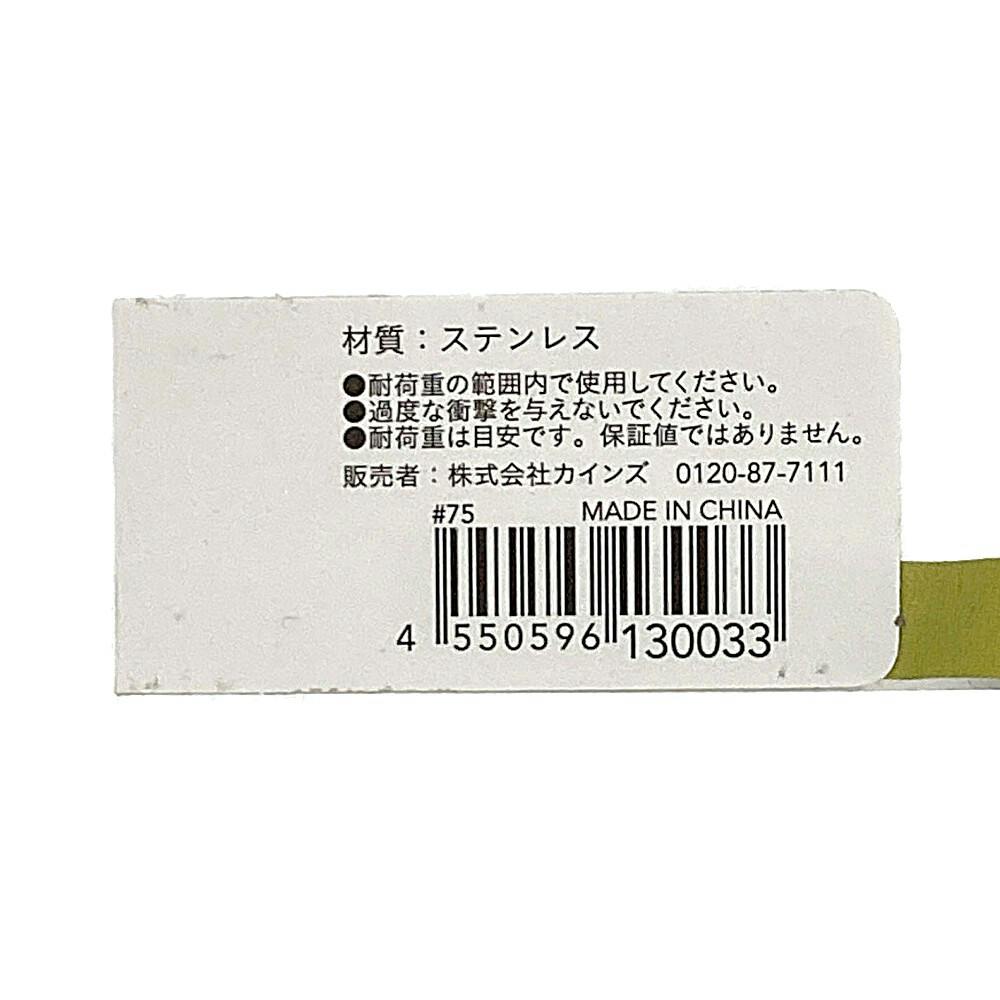 材質：ステンレス
●耐荷重の範囲内で使用してください。
●過度な衝撃を与えないでください。
●耐荷重は目安です。保証値ではありません。
販売者：株式会社カインズ　0120-87-7111
#75 MADE IN CHINA
4 550596 130033